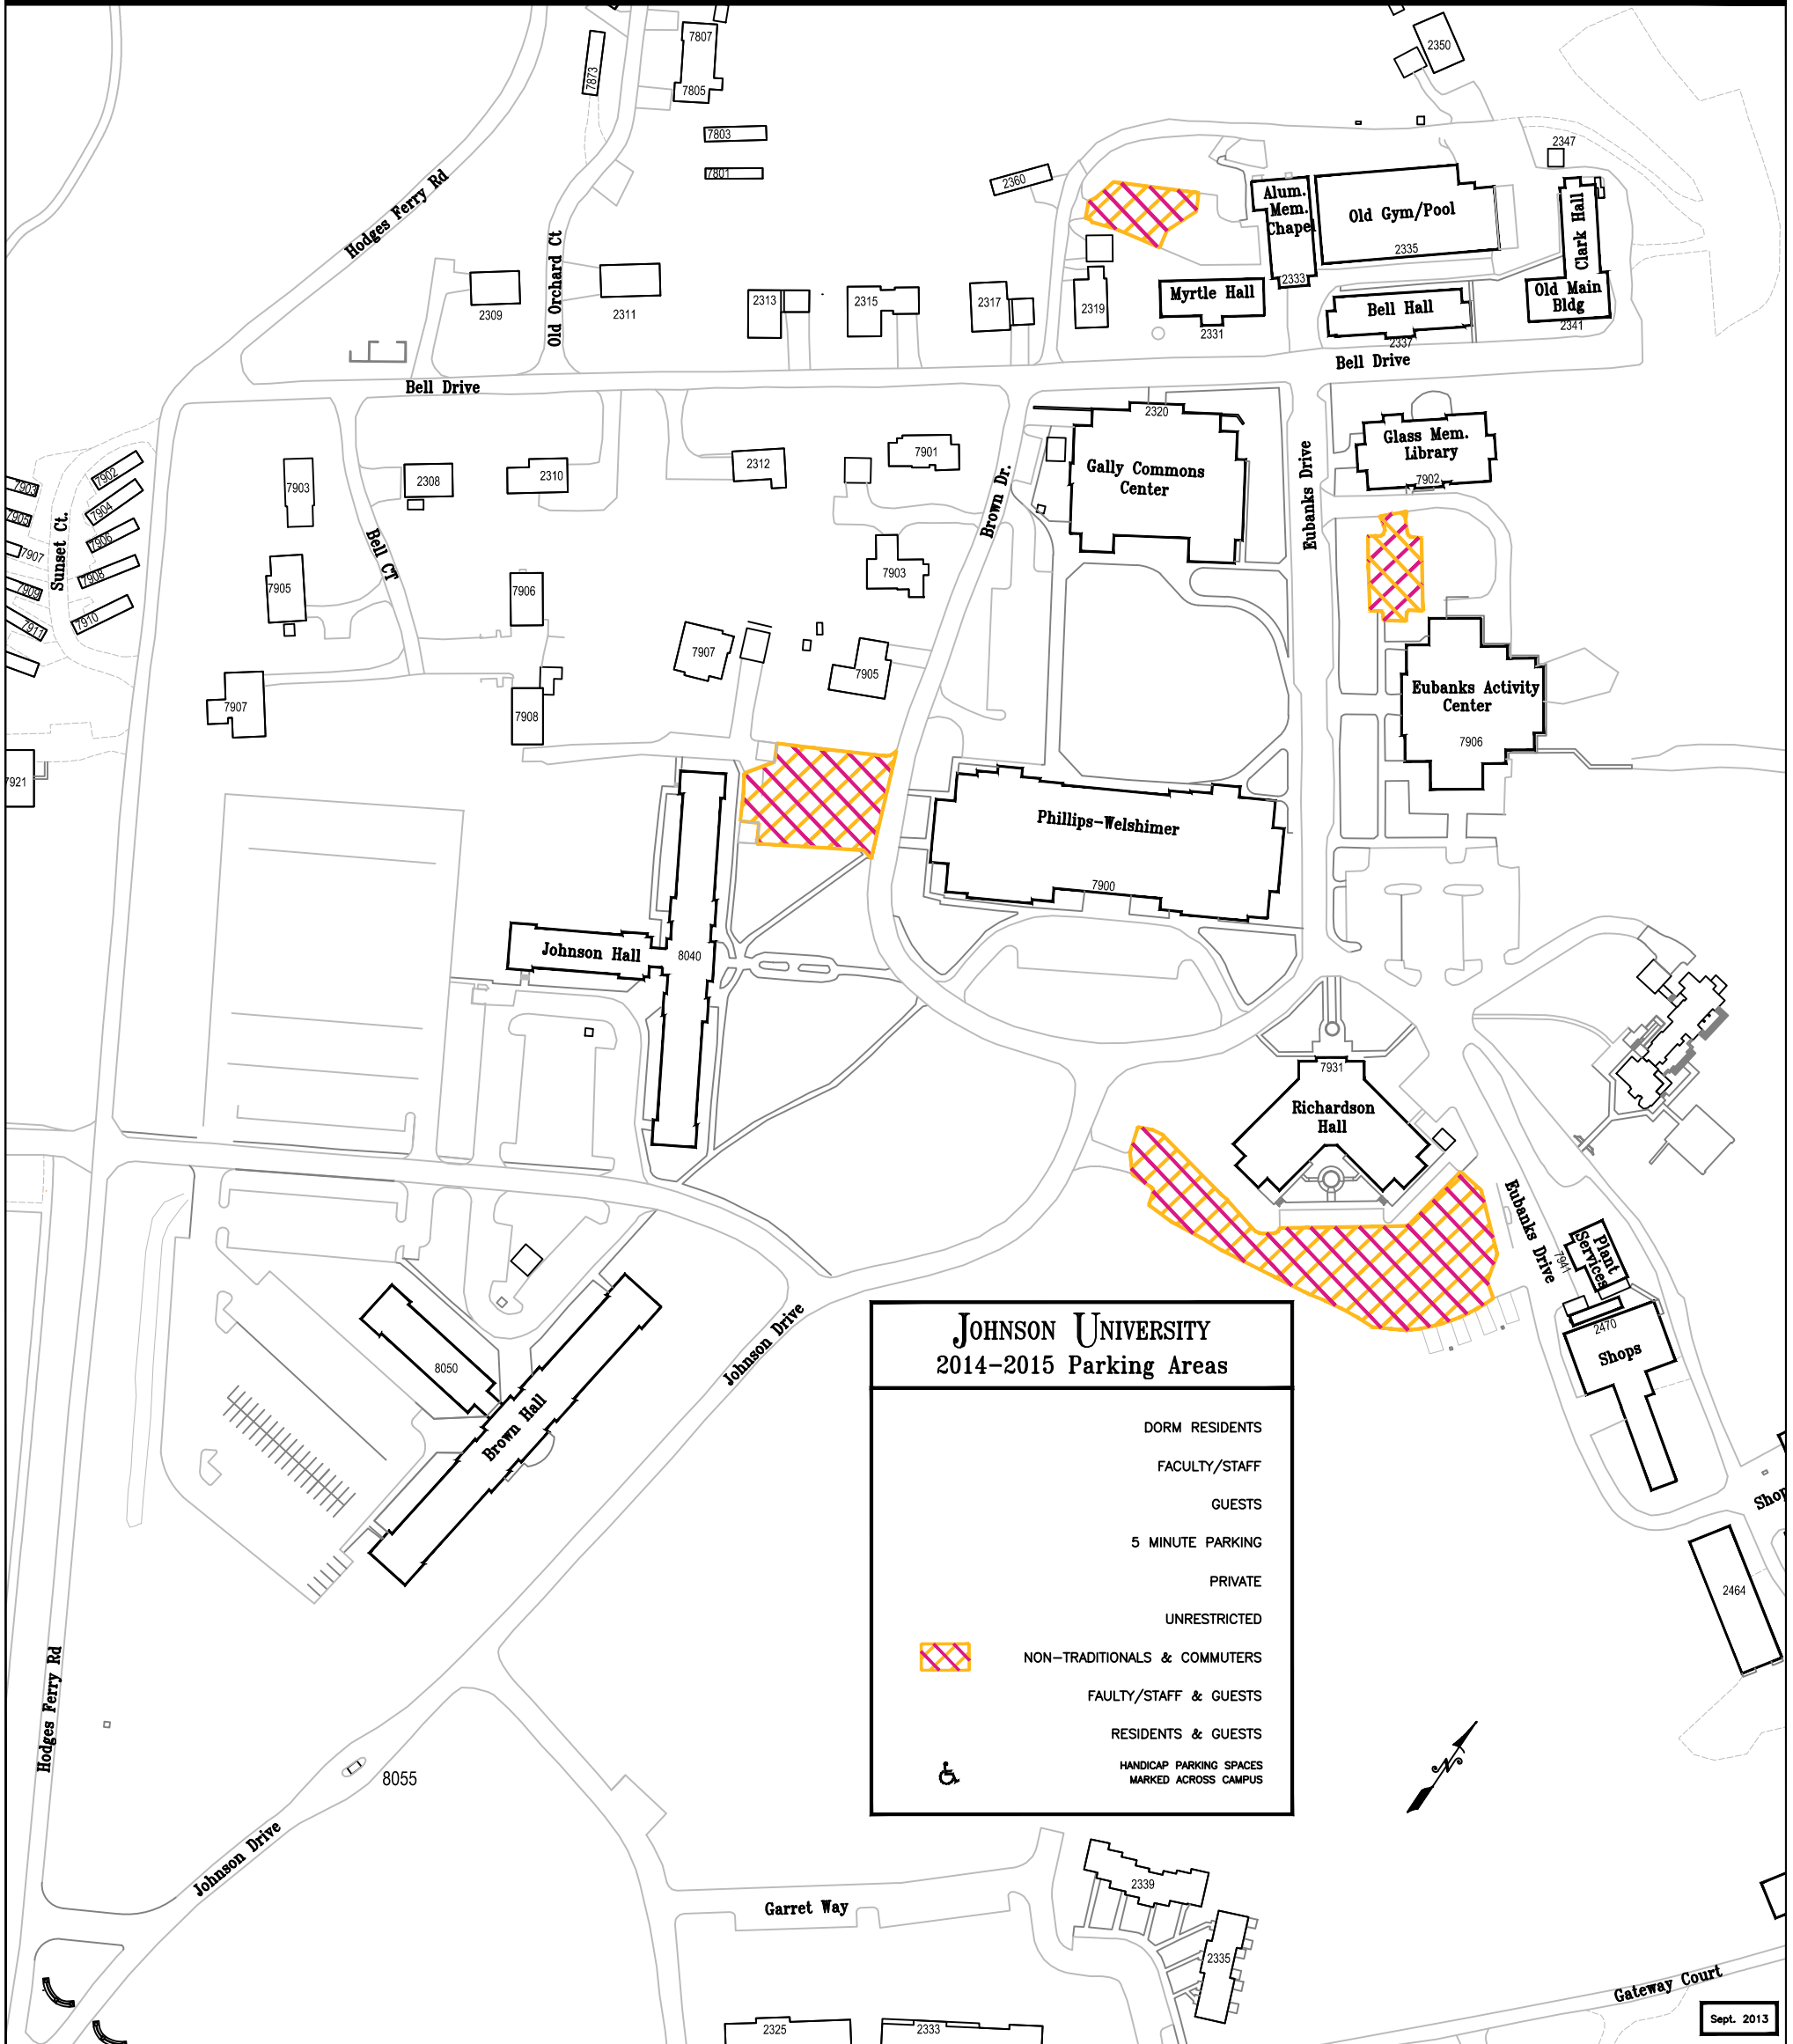 7807
7873
7805
7803
7801
2350
2347
2360
Hodges Ferry Rd
Old Orchard Ct
Alum.
Mem.
Chapel
2333
Old Gym/Pool
2335
Clark Hall
Old Main
Bldg
2341
2309
2311
2313
2315
2317
2319
Myrtle Hall
2331
Bell Hall
2337
Bell Drive
Bell Drive
2320
Gally Commons
Center
Glass Mem.
Library
7902
Eubanks Drive
Brown Dr.
7901
2312
2310
2308
7903
7902
7904
7906
7908
7910
7903
7905
7907
7909
7911
Sunset Ct.
Bell CT
7905
7906
7903
7907
7905
7907
7908
7921
Eubanks Activity
Center
7906
Phillips-Welshimer
7900
Johnson Hall
8040
7931
Richardson
Hall
Eubanks Drive
Plant
Services
7941
2470
Shops
8050
Brown Hall
Johnson Drive
JOHNSON UNIVERSITY
2014-2015 Parking Areas
DORM RESIDENTS
FACULTY/STAFF
GUESTS
5 MINUTE PARKING
PRIVATE
UNRESTRICTED
NON-TRADITIONALS & COMMUTERS
FAULTY/STAFF & GUESTS
RESIDENTS & GUESTS
HANDICAP PARKING SPACES
MARKED ACROSS CAMPUS
Shop
2464
N
Hodges Ferry Rd
8055
Johnson Drive
Garret Way
2339
2335
2325
2333
Gateway Court
Sept. 2013